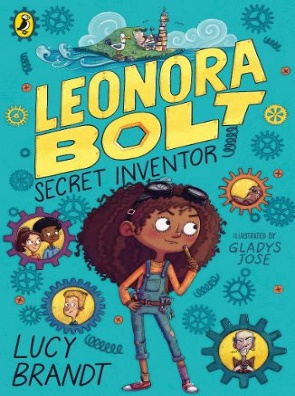 LEONORA
BOLT
SECRET INVENTOR
ILLUSTRATED BY
GLADYS
JOSE
LUCY
BRANDT